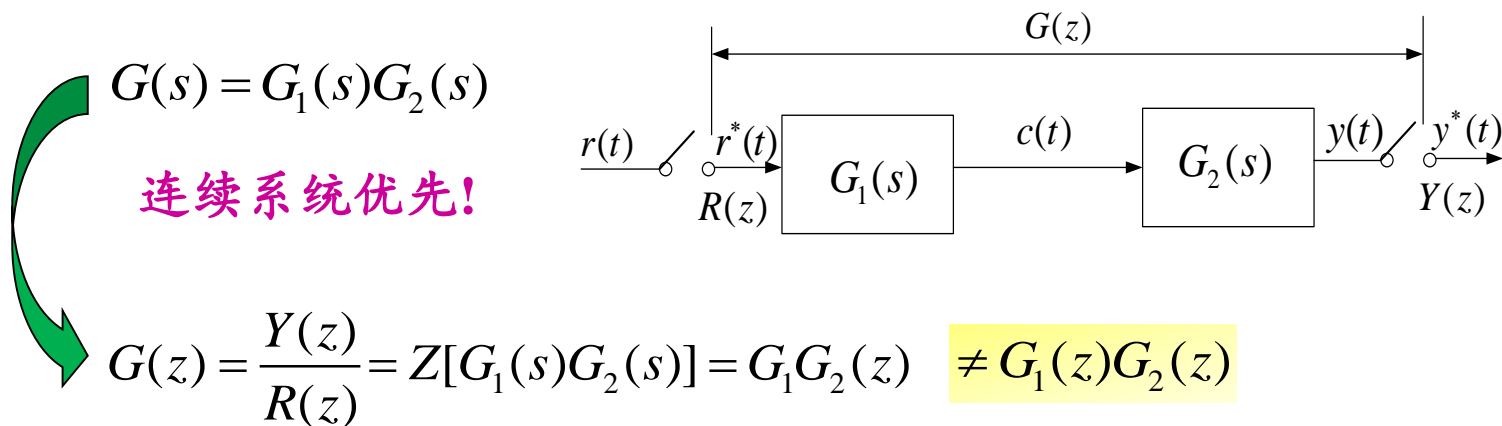 G(s) = G₁(s)G₂(s)
连续系统优先!
G(z)
r(t)
r*(t)
R(z)
G₁(s)
c(t)
G₂(s)
y(t)
y*(t)
Y(z)
G(z) = Y(z)/R(z) = Z[G₁(s)G₂(s)] = G₁G₂(z) ≠ G₁(z)G₂(z)